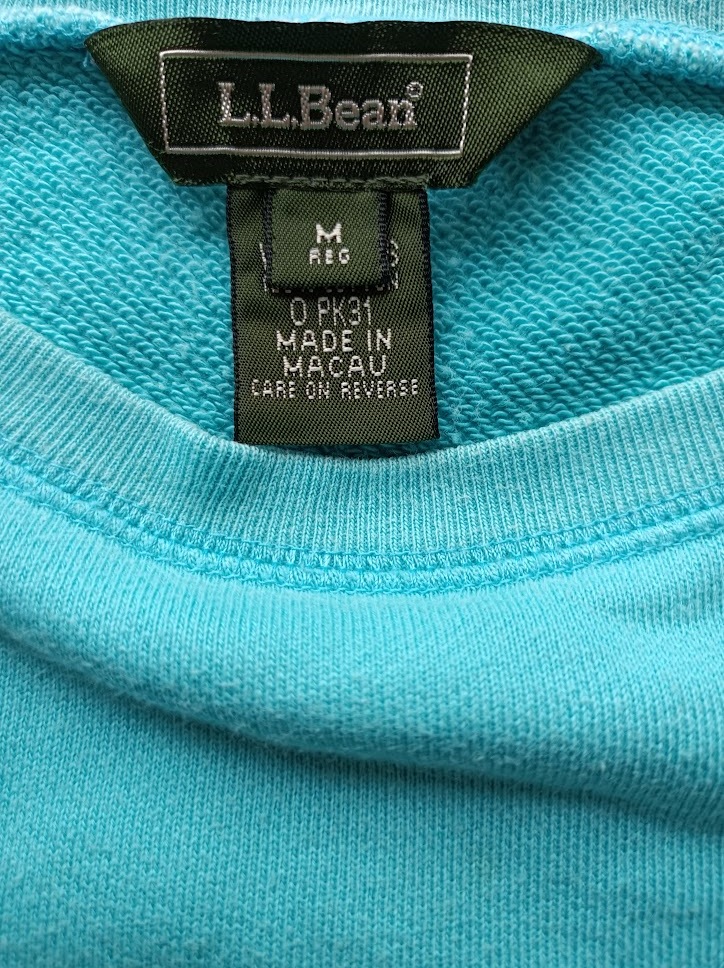 L.L.Bean®
M
REG
0 PK31
MADE IN
MACAU
CARE ON REVERSE